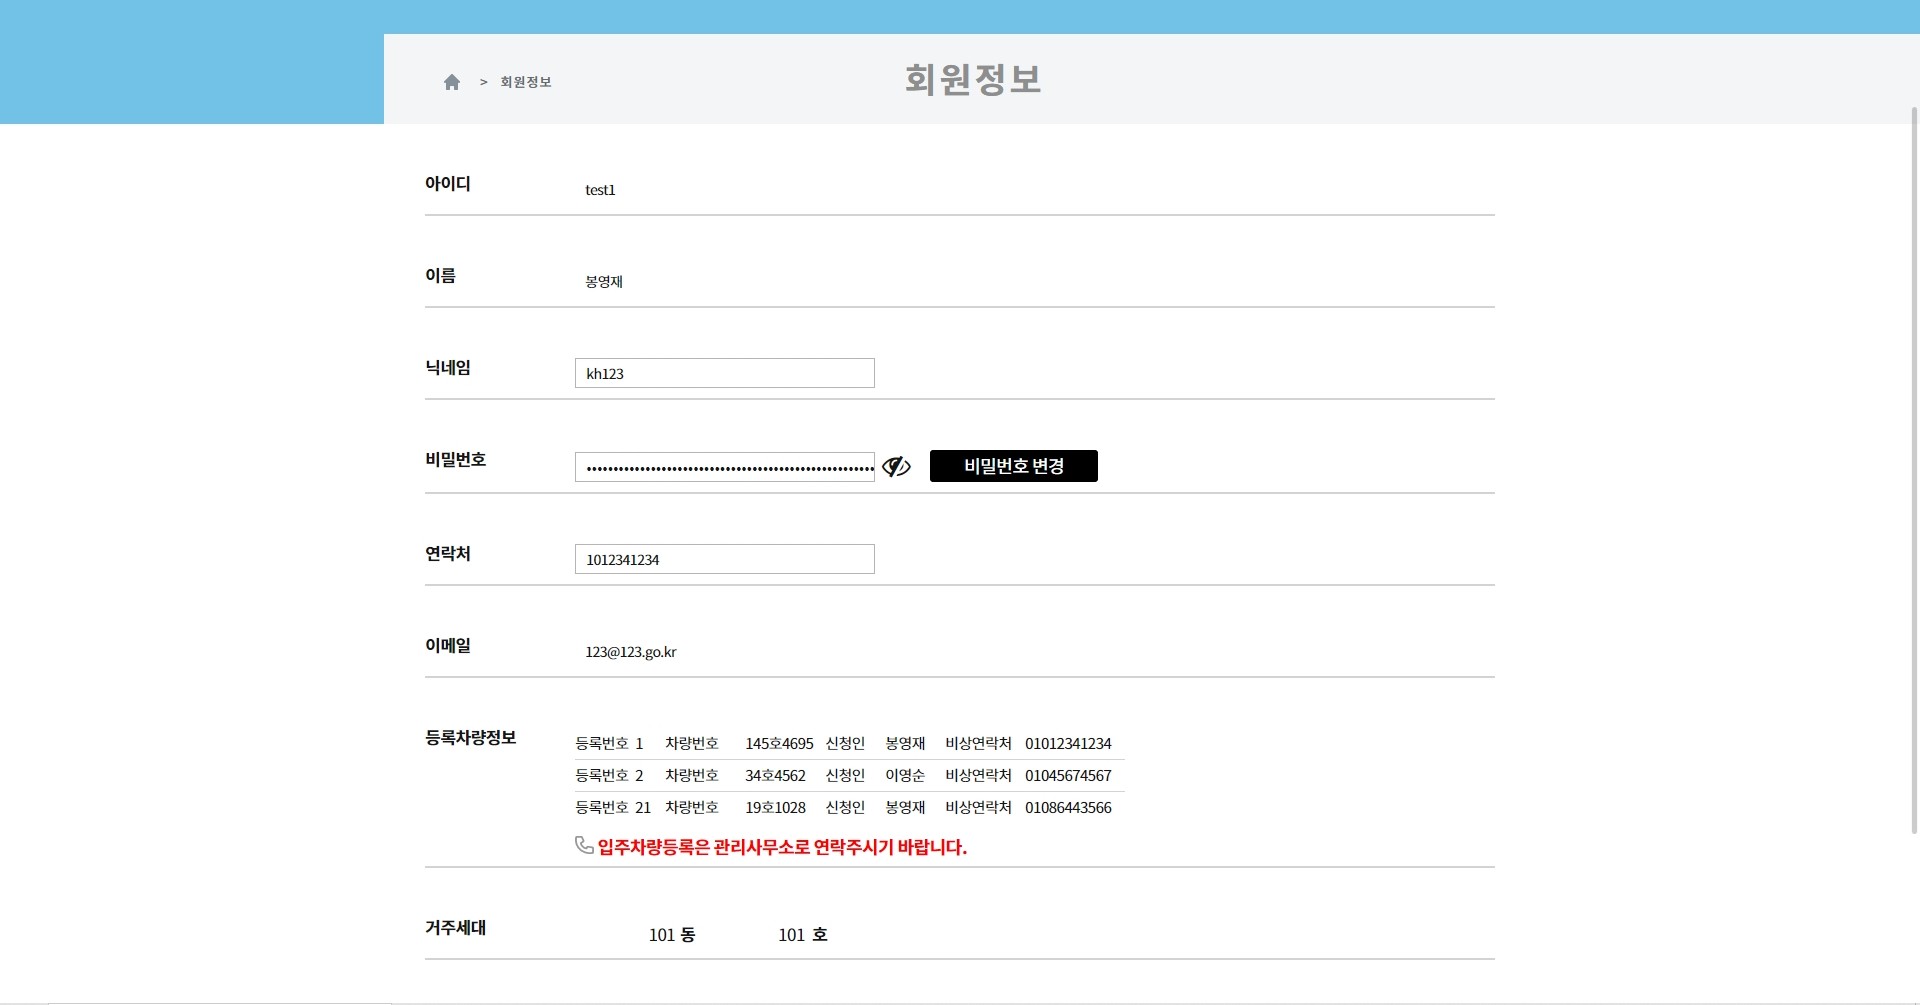 > 회원정보
회원정보
아이디 test1
이름 봉영재
닉네임 kh123
비밀번호 •••••••••••••••••••••••••••••••••••••••••••••••••• 비밀번호 변경
연락처 1012341234
이메일 123@123.go.kr
등록차량정보 등록번호 1 차량번호 145호4695 신청인 봉영재 비상연락처 01012341234
등록번호 2 차량번호 34호4562 신청인 이영순 비상연락처 01045674567
등록번호 21 차량번호 19호1028 신청인 봉영재 비상연락처 01086443566
입주차량등록은 관리사무소로 연락주시기 바랍니다.
거주세대 101 동 101 호